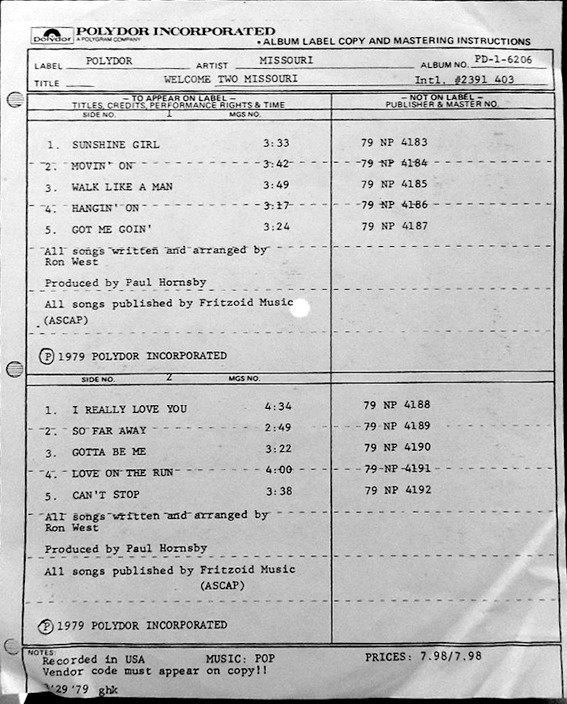 polydor POLYDOR INCORPORATED
A POLYGRAM COMPANY
• ALBUM LABEL COPY AND MASTERING INSTRUCTIONS
LABEL POLYDOR ARTIST MISSOURI ALBUM NO. PD-1-6206
TITLE WELCOME TWO MISSOURI Intl. #2391 403
— TO APPEAR ON LABEL — — NOT ON LABEL —
TITLES, CREDITS, PERFORMANCE RIGHTS & TIME PUBLISHER & MASTER NO.
SIDE NO. 1 MGS NO.
1. SUNSHINE GIRL 3:33 79 NP 4183
2. MOVIN' ON 3:42 79 NP 4184
3. WALK LIKE A MAN 3:49 79 NP 4185
4. HANGIN' ON 3:17 79 NP 4186
5. GOT ME GOIN' 3:24 79 NP 4187
All songs written and arranged by
Ron West
Produced by Paul Hornsby
All songs published by Fritzoid Music
(ASCAP)
Ⓟ 1979 POLYDOR INCORPORATED
SIDE NO. 2 MGS NO.
1. I REALLY LOVE YOU 4:34 79 NP 4188
2. SO FAR AWAY 2:49 79 NP 4189
3. GOTTA BE ME 3:22 79 NP 4190
4. LOVE ON THE RUN 4:00 79 NP 4191
5. CAN'T STOP 3:38 79 NP 4192
All songs written and arranged by
Ron West
Produced by Paul Hornsby
All songs published by Fritzoid Music
(ASCAP)
Ⓟ 1979 POLYDOR INCORPORATED
NOTES:
Recorded in USA MUSIC: POP PRICES: 7.98/7.98
Vendor code must appear on copy!!
29 '79 ghk